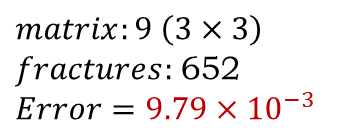 matrix: 9 (3 × 3)
fractures: 652
Error = 9.79 × 10⁻³